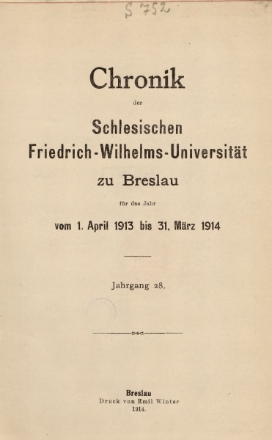 S 752
Chronik
der
Schlesischen
Friedrich-Wilhelms-Universität
zu Breslau
für das Jahr
vom 1. April 1913 bis 31. März 1914
Jahrgang 28.
Breslau
Druck von Emil Winter
1914.